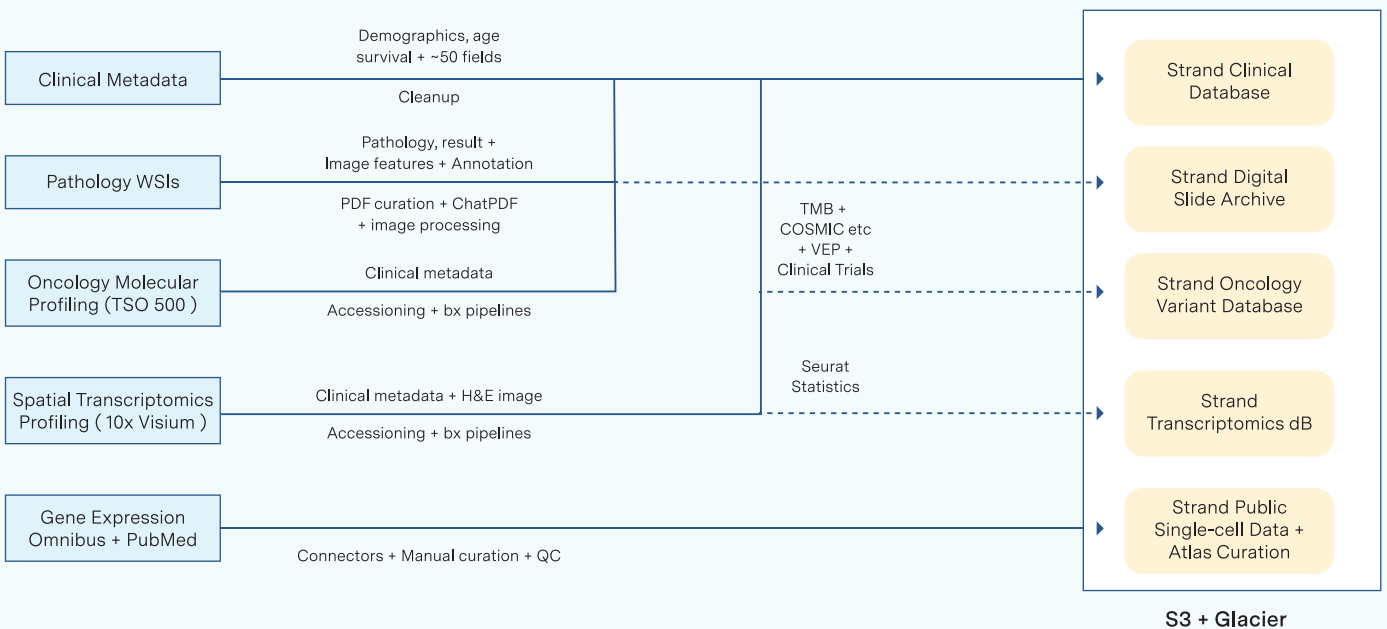 Demographics, age
survival + ~50 fields
Clinical Metadata
Cleanup
Strand Clinical
Database
Pathology, result +
Image features + Annotation
Pathology WSIs
PDF curation + ChatPDF
+ image processing
Strand Digital
Slide Archive
TMB +
COSMIC etc
+ VEP +
Clinical Trials
Clinical metadata
Oncology Molecular
Profiling (TSO 500 )
Accessioning + bx pipelines
Strand Oncology
Variant Database
Seurat
Statistics
Clinical metadata + H&E image
Spatial Transcriptomics
Profiling ( 10x Visium )
Accessioning + bx pipelines
Strand
Transcriptomics dB
Gene Expression
Omnibus + PubMed
Connectors + Manual curation + QC
Strand Public
Single-cell Data +
Atlas Curation
S3 + Glacier